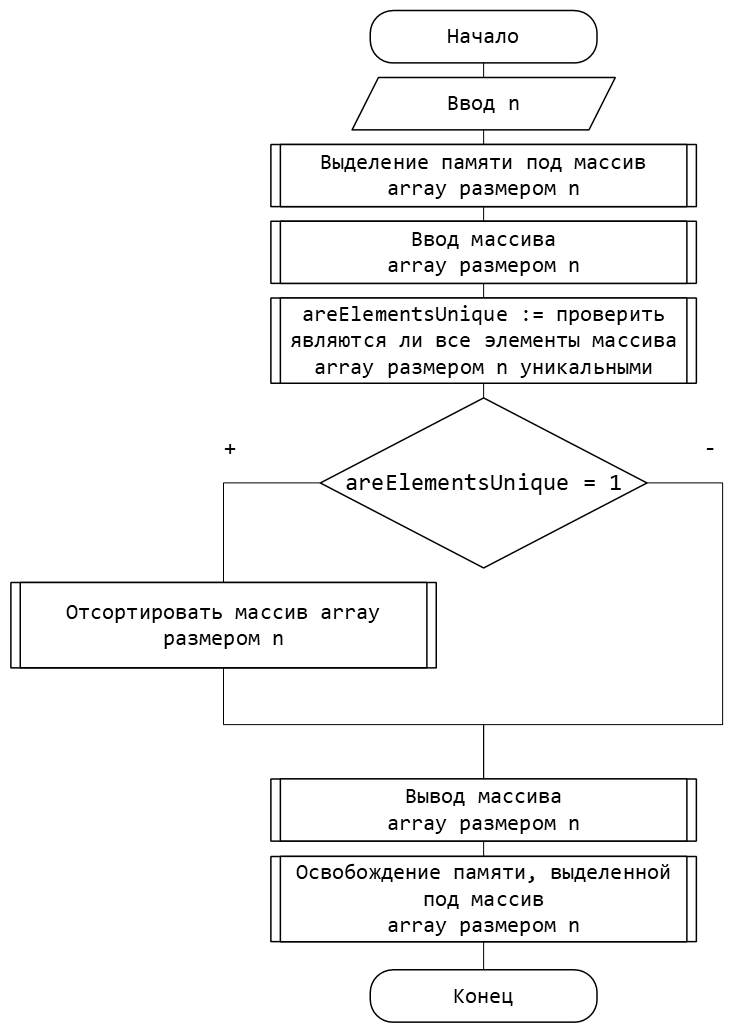 Начало
Ввод n
Выделение памяти под массив
array размером n
Ввод массива
array размером n
areElementsUnique := проверить
являются ли все элементы массива
array размером n уникальными
+
-
areElementsUnique = 1
Отсортировать массив array
размером n
Вывод массива
array размером n
Освобождение памяти, выделенной
под массив
array размером n
Конец